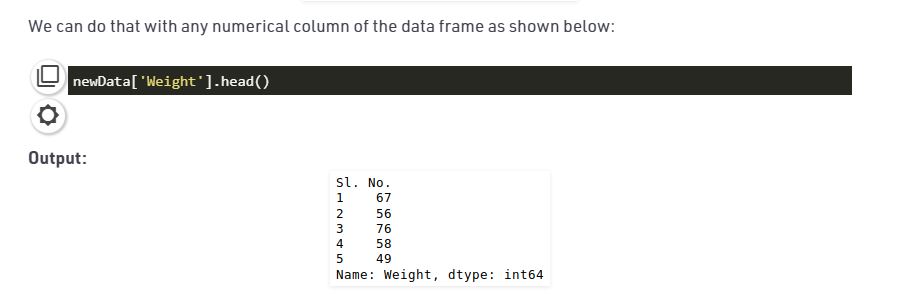 We can do that with any numerical column of the data frame as shown below:
newData['Weight'].head()
Output:
Sl. No.
1    67
2    56
3    76
4    58
5    49
Name: Weight, dtype: int64